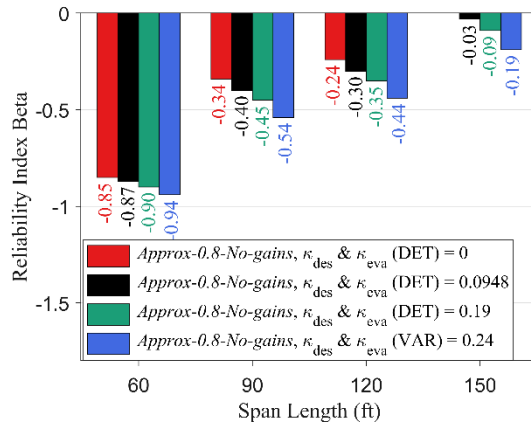 0
-0.5
-1
-1.5
Reliability Index Beta
-0.85
-0.87
-0.90
-0.94
-0.34
-0.40
-0.45
-0.54
-0.24
-0.30
-0.35
-0.44
-0.03
-0.09
-0.19
Approx-0.8-No-gains, κdes & κeva (DET) = 0
Approx-0.8-No-gains, κdes & κeva (DET) = 0.0948
Approx-0.8-No-gains, κdes & κeva (DET) = 0.19
Approx-0.8-No-gains, κdes & κeva (VAR) = 0.24
60 90 120 150
Span Length (ft)